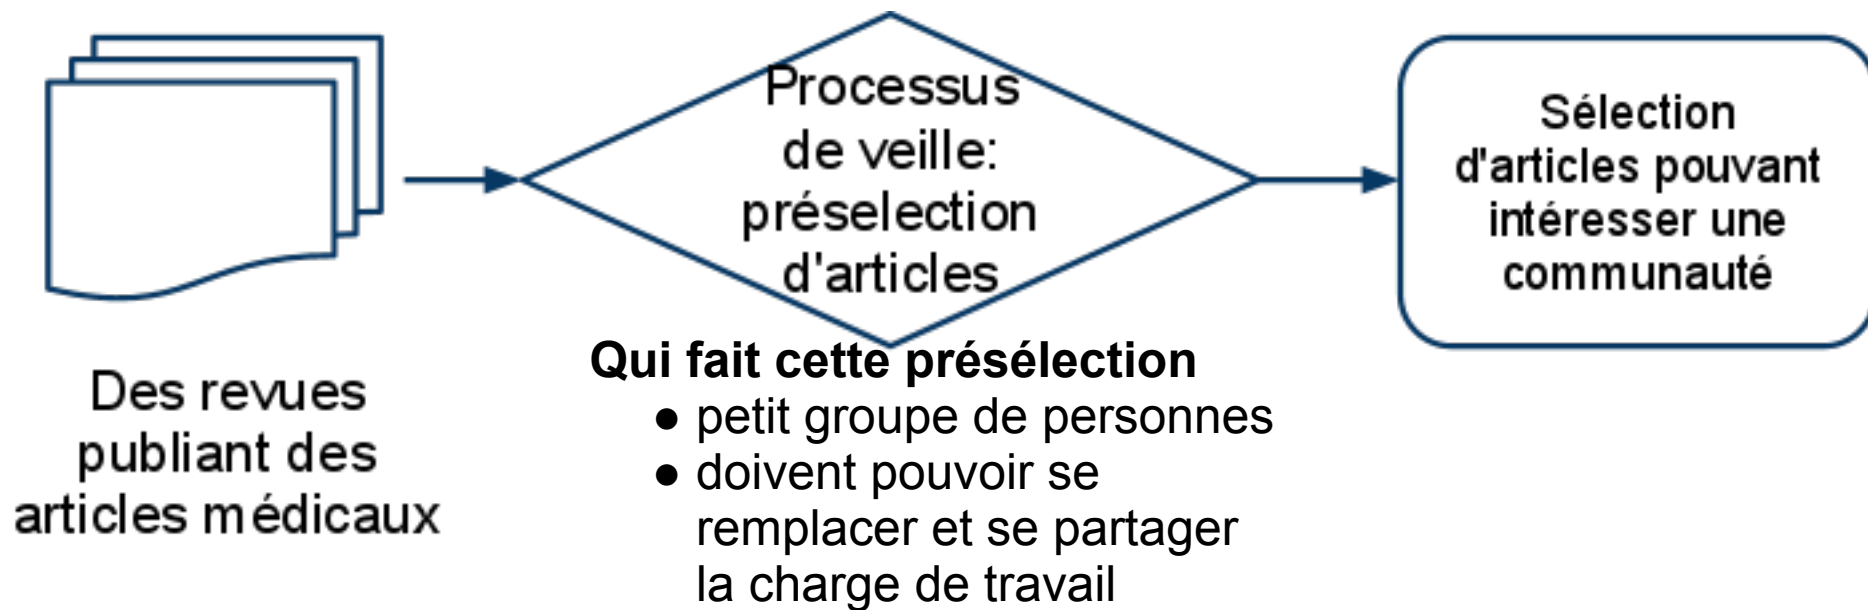 Des revues
publiant des
articles médicaux
Processus
de veille:
préselection
d'articles
Qui fait cette présélection
● petit groupe de personnes
● doivent pouvoir se
remplacer et se partager
la charge de travail
Sélection
d'articles pouvant
intéresser une
communauté